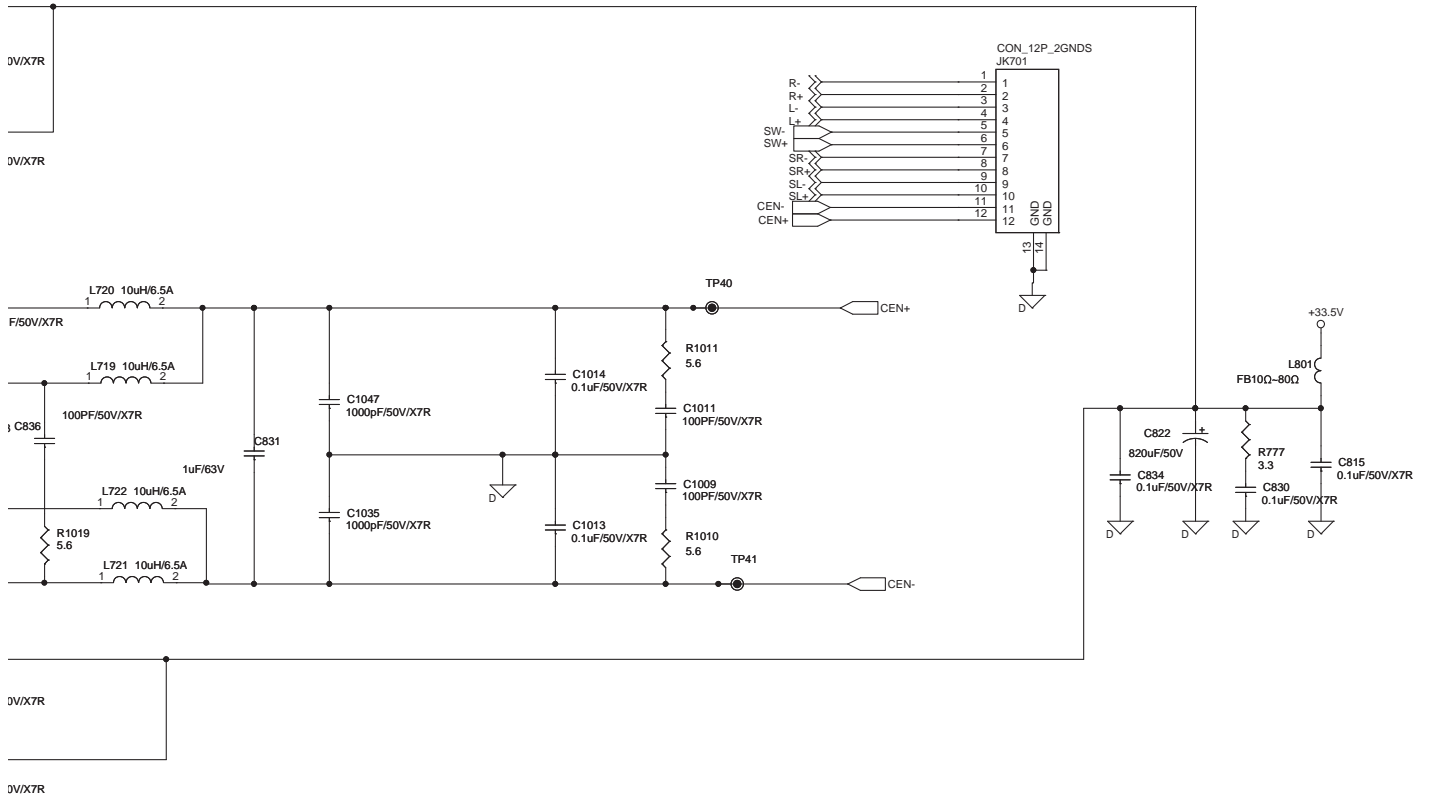 0V/X7R
0V/X7R
CON_12P_2GNDS
JK701
R- 1 1
R+ 2 2
L- 3 3
L+ 4 4
SW- 5 5
SW+ 6 6
SR- 7 7
SR+ 8 8
SL- 9 9
SL+ 10 10
CEN- 11 11
CEN+ 12 12
GND GND
13 14
D
L720 10uH/6.5A
1 2
F/50V/X7R
TP40
CEN+
L719 10uH/6.5A
1 2
100PF/50V/X7R
C836
C831
1uF/63V
C1047
1000pF/50V/X7R
C1014
0.1uF/50V/X7R
R1011
5.6
C1011
100PF/50V/X7R
D
L722 10uH/6.5A
1 2
R1019
5.6
L721 10uH/6.5A
1 2
C1035
1000pF/50V/X7R
C1013
0.1uF/50V/X7R
C1009
100PF/50V/X7R
R1010
5.6
TP41
CEN-
+33.5V
L801
FB10Ω~80Ω
C822
820uF/50V
+
C834
0.1uF/50V/X7R
R777
3.3
C830
0.1uF/50V/X7R
C815
0.1uF/50V/X7R
D D D D
0V/X7R
0V/X7R